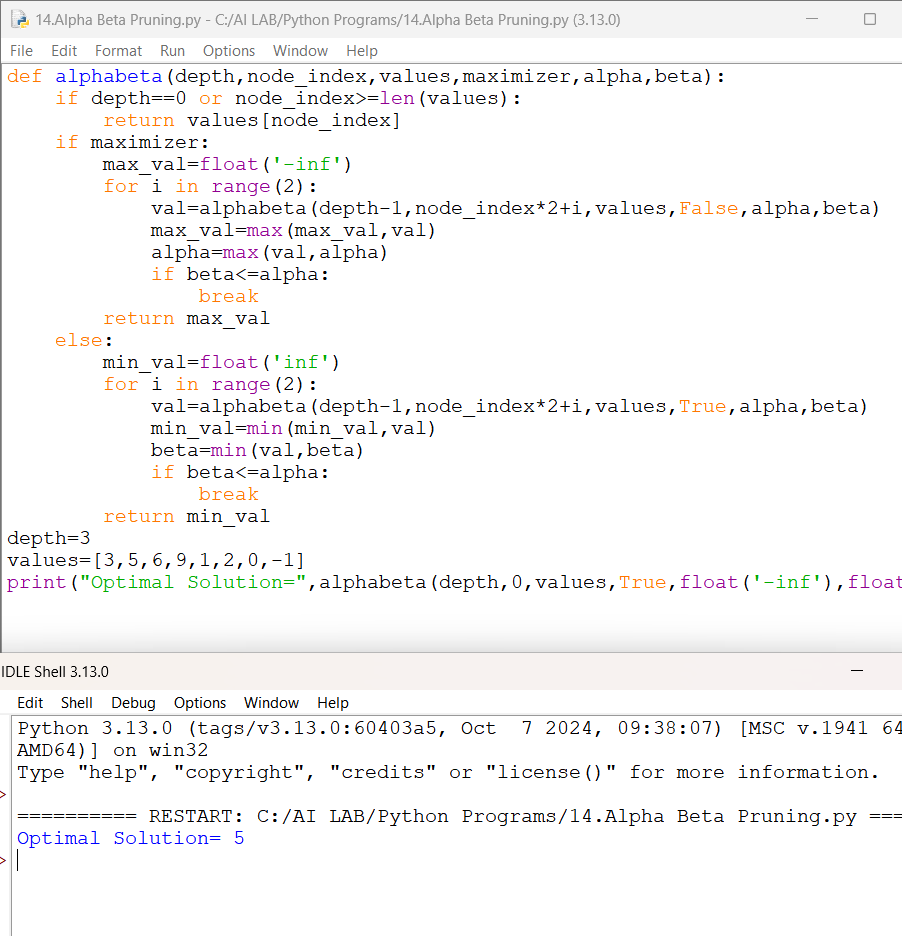 14.Alpha Beta Pruning.py - C:/AI LAB/Python Programs/14.Alpha Beta Pruning.py (3.13.0)
File Edit Format Run Options Window Help
def alphabeta(depth,node_index,values,maximizer,alpha,beta):
    if depth==0 or node_index>=len(values):
        return values[node_index]
    if maximizer:
        max_val=float('-inf')
        for i in range(2):
            val=alphabeta(depth-1,node_index*2+i,values,False,alpha,beta)
            max_val=max(max_val,val)
            alpha=max(val,alpha)
            if beta<=alpha:
                break
        return max_val
    else:
        min_val=float('inf')
        for i in range(2):
            val=alphabeta(depth-1,node_index*2+i,values,True,alpha,beta)
            min_val=min(min_val,val)
            beta=min(val,beta)
            if beta<=alpha:
                break
        return min_val
depth=3
values=[3,5,6,9,1,2,0,-1]
print("Optimal Solution=",alphabeta(depth,0,values,True,float('-inf'),float
IDLE Shell 3.13.0
Edit Shell Debug Options Window Help
Python 3.13.0 (tags/v3.13.0:60403a5, Oct  7 2024, 09:38:07) [MSC v.1941 64
AMD64)] on win32
Type "help", "copyright", "credits" or "license()" for more information.
>
========== RESTART: C:/AI LAB/Python Programs/14.Alpha Beta Pruning.py ===
Optimal Solution= 5
>